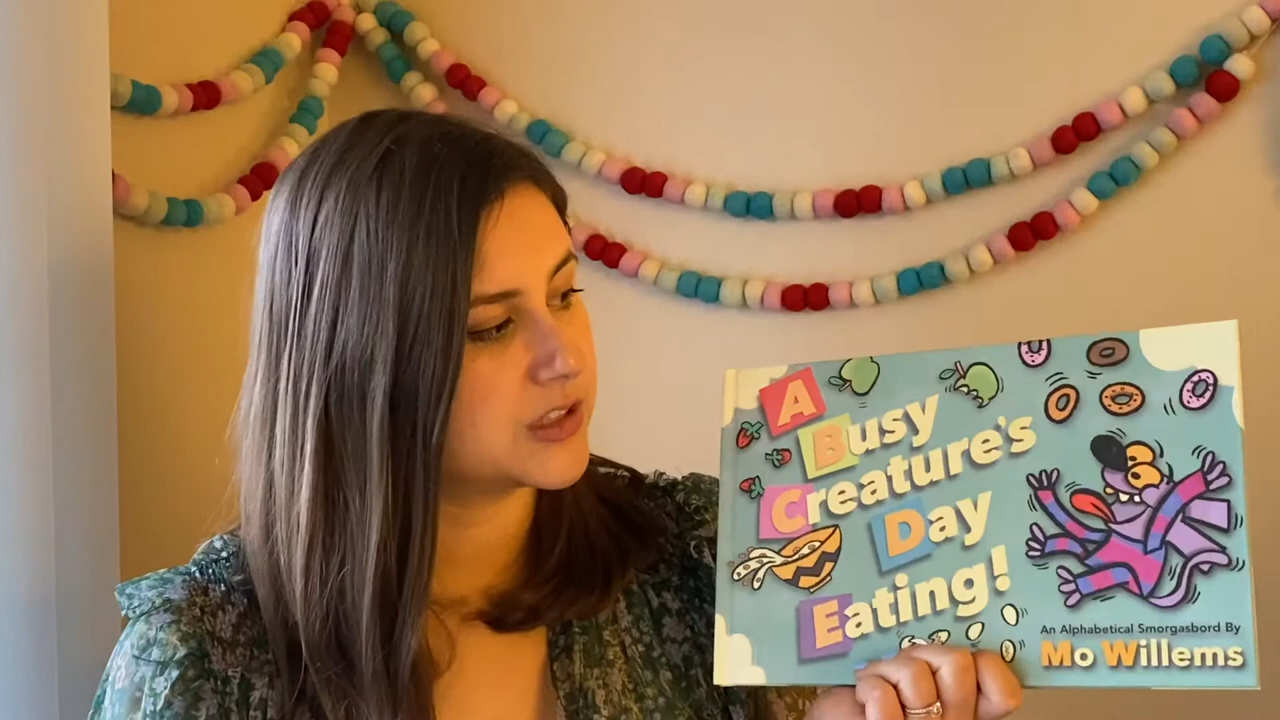 A
Busy
Creature's
Day
Eating!
An Alphabetical Smorgasbord By
Mo Willems